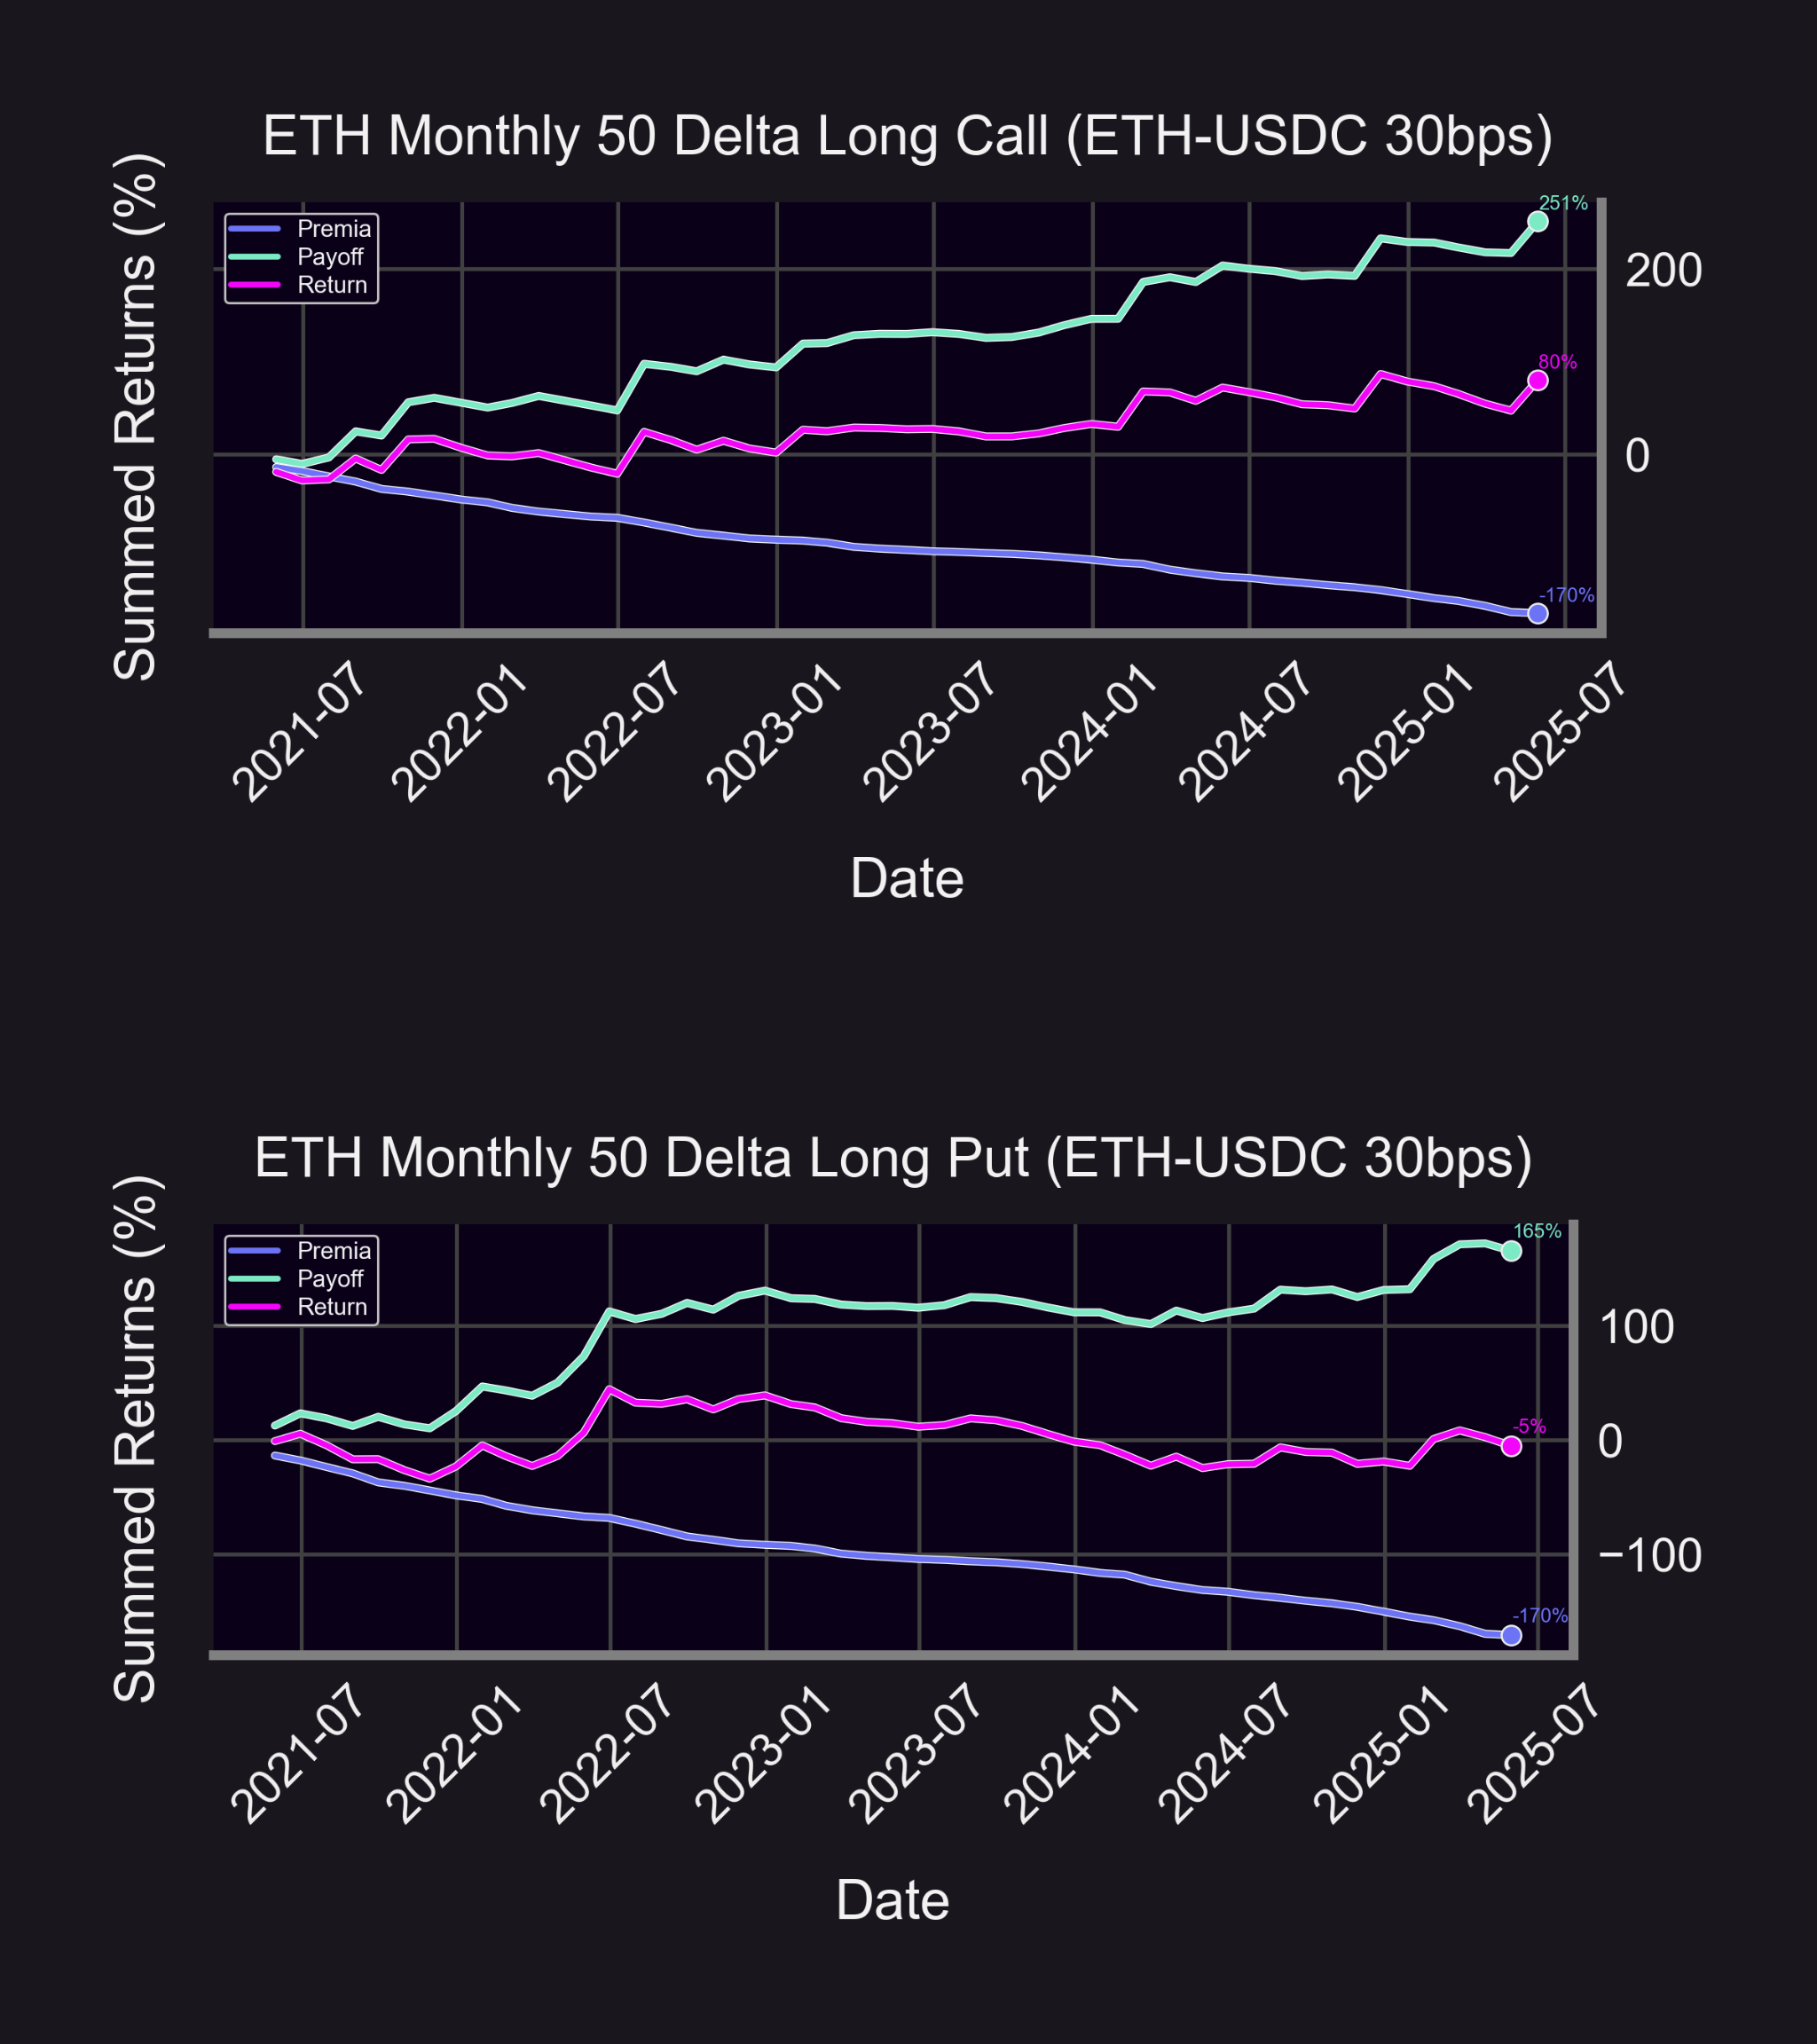 ETH Monthly 50 Delta Long Call (ETH-USDC 30bps)
Summed Returns (%)
Premia
Payoff
Return
251%
80%
-170%
200
0
2021-07
2022-01
2022-07
2023-01
2023-07
2024-01
2024-07
2025-01
2025-07
Date
ETH Monthly 50 Delta Long Put (ETH-USDC 30bps)
Summed Returns (%)
Premia
Payoff
Return
165%
-5%
-170%
100
0
−100
2021-07
2022-01
2022-07
2023-01
2023-07
2024-01
2024-07
2025-01
2025-07
Date